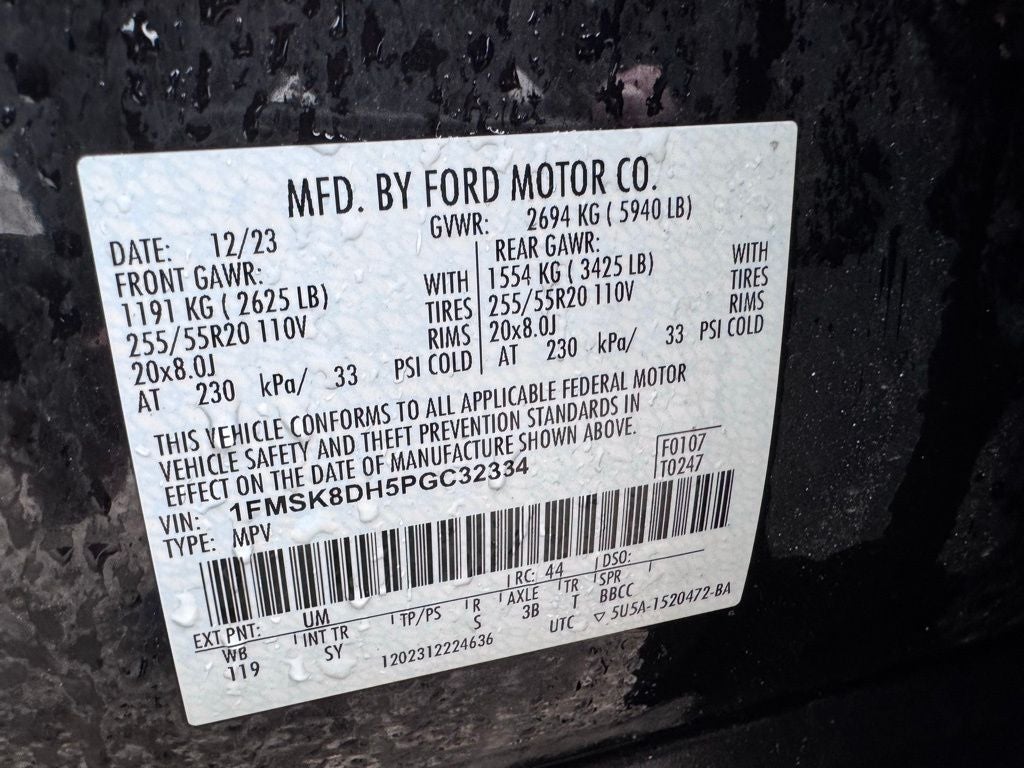 MFD. BY FORD MOTOR CO.
DATE: 12/23 GVWR: 2694 KG ( 5940 LB)
FRONT GAWR: REAR GAWR:
1191 KG ( 2625 LB) WITH 1554 KG ( 3425 LB) WITH
255/55R20 110V TIRES 255/55R20 110V TIRES
20x8.0J RIMS 20x8.0J RIMS
AT 230 kPa/ 33 PSI COLD AT 230 kPa/ 33 PSI COLD
THIS VEHICLE CONFORMS TO ALL APPLICABLE FEDERAL MOTOR
VEHICLE SAFETY AND THEFT PREVENTION STANDARDS IN
EFFECT ON THE DATE OF MANUFACTURE SHOWN ABOVE.
F0107
T0247
VIN: 1FMSK8DH5PGC32334
TYPE: MPV
EXT PNT: UM RC: 44 DSO:
WB INT TR TP/PS R AXLE TR SPR
119 SY S 3B T BBCC
1202312224636 UTC ▽ 5U5A-1520472-BA